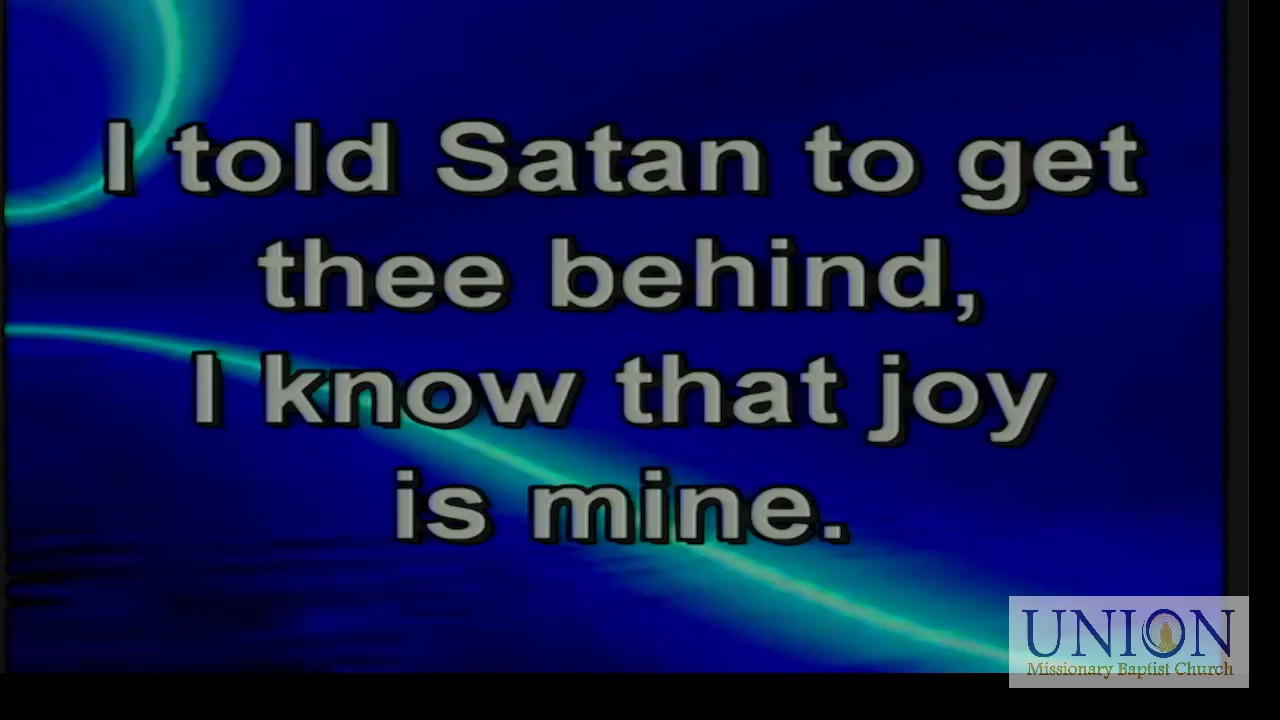 I told Satan to get
thee behind,
I know that joy
is mine.
UNION
Missionary Baptist Church